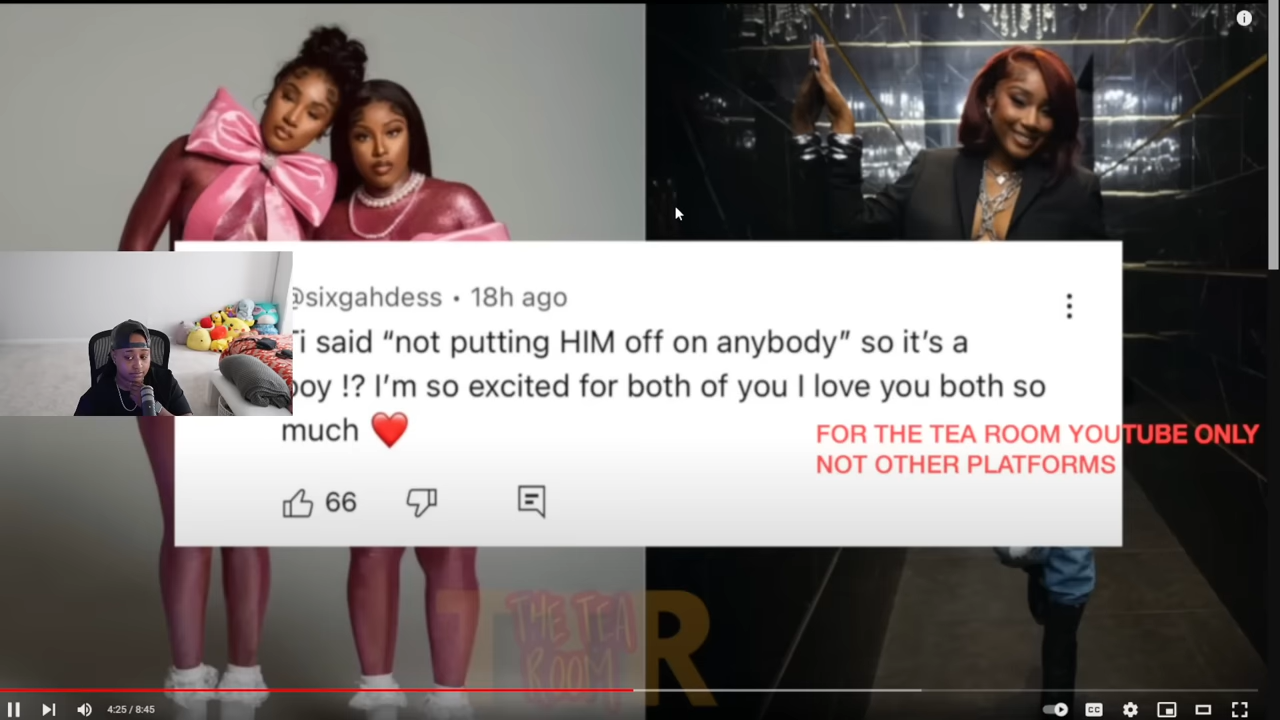 @sixgahdess • 18h ago
Ti said “not putting HIM off on anybody” so it’s a
boy !? I’m so excited for both of you I love you both so
much ❤️
66
FOR THE TEA ROOM YOUTUBE ONLY
NOT OTHER PLATFORMS
THE TEA
ROOM
T R
4:25 / 8:45
CC